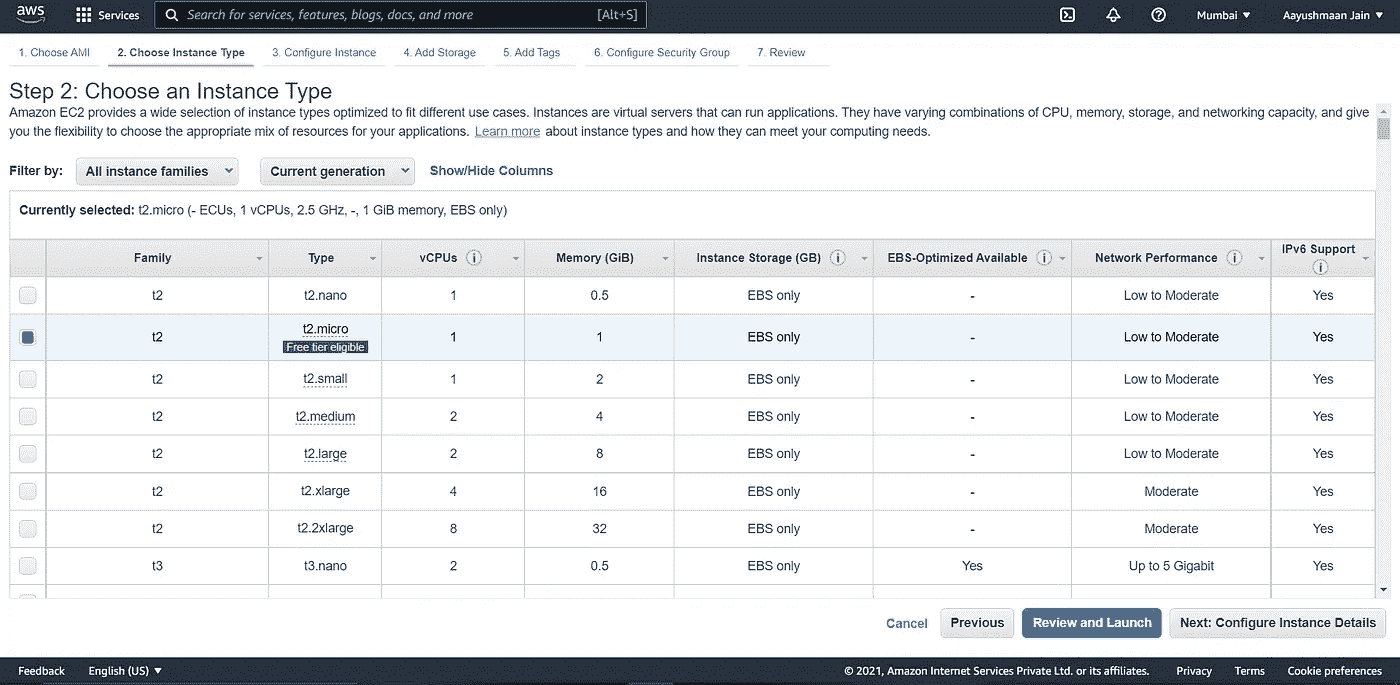 aws Services Search for services, features, blogs, docs, and more [Alt+S] Mumbai Aayushmaan Jain
1. Choose AMI 2. Choose Instance Type 3. Configure Instance 4. Add Storage 5. Add Tags 6. Configure Security Group 7. Review
Step 2: Choose an Instance Type
Amazon EC2 provides a wide selection of instance types optimized to fit different use cases. Instances are virtual servers that can run applications. They have varying combinations of CPU, memory, storage, and networking capacity, and give
you the flexibility to choose the appropriate mix of resources for your applications. Learn more about instance types and how they can meet your computing needs.
Filter by: All instance families Current generation Show/Hide Columns
Currently selected: t2.micro (- ECUs, 1 vCPUs, 2.5 GHz, -, 1 GiB memory, EBS only)
Family Type vCPUs Memory (GiB) Instance Storage (GB) EBS-Optimized Available Network Performance IPv6 Support
t2 t2.nano 1 0.5 EBS only - Low to Moderate Yes
t2 t2.micro 1 1 EBS only - Low to Moderate Yes
Free tier eligible
t2 t2.small 1 2 EBS only - Low to Moderate Yes
t2 t2.medium 2 4 EBS only - Low to Moderate Yes
t2 t2.large 2 8 EBS only - Low to Moderate Yes
t2 t2.xlarge 4 16 EBS only - Moderate Yes
t2 t2.2xlarge 8 32 EBS only - Moderate Yes
t3 t3.nano 2 0.5 EBS only Yes Up to 5 Gigabit Yes
Cancel Previous Review and Launch Next: Configure Instance Details
Feedback English (US) © 2021, Amazon Internet Services Private Ltd. or its affiliates. Privacy Terms Cookie preferences